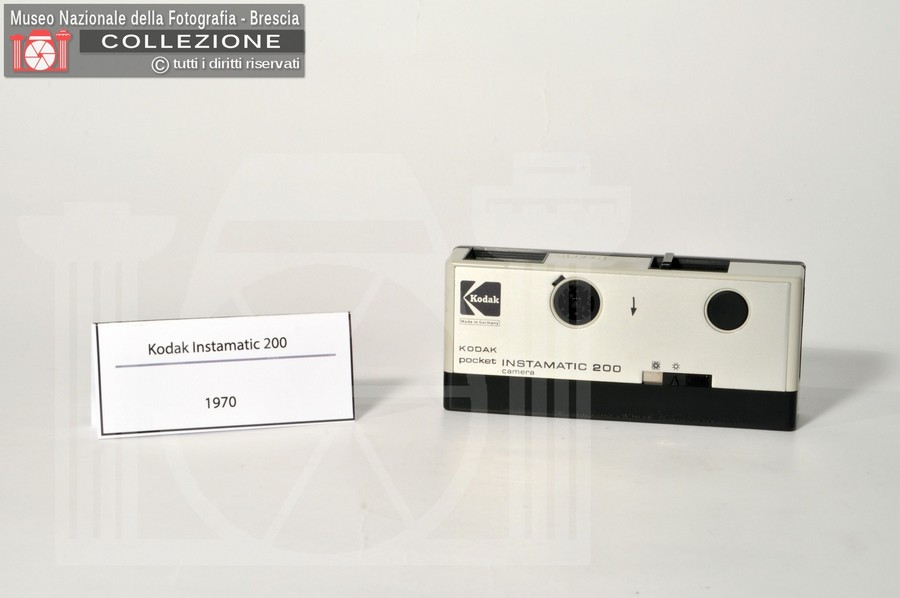 Museo Nazionale della Fotografia - Brescia
COLLEZIONE
© tutti i diritti riservati
Kodak Instamatic 200
1970
Kodak
Made in Germany
KODAK
pocket INSTAMATIC 200
camera